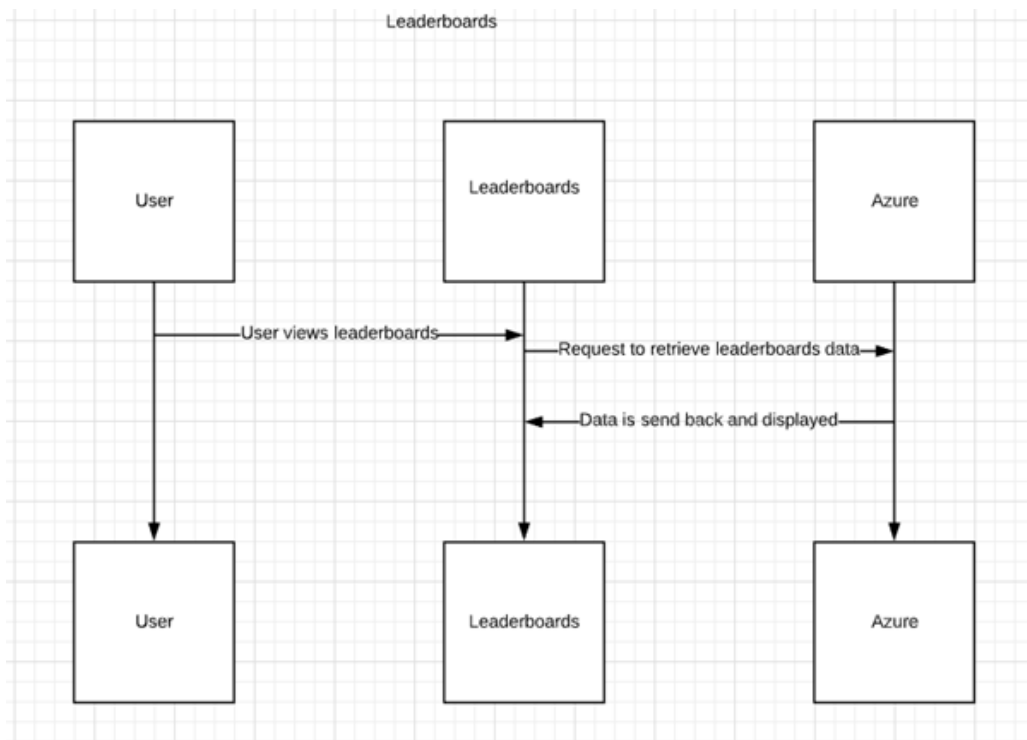 Leaderboards
User
Leaderboards
Azure
User views leaderboards
Request to retrieve leaderboards data
Data is send back and displayed
User
Leaderboards
Azure